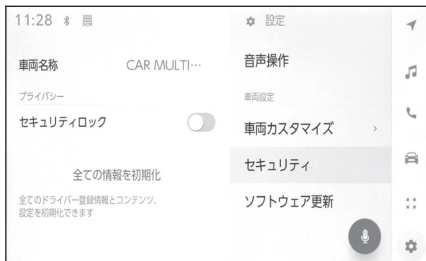 11:28
車両名称 CAR MULTI…
プライバシー
セキュリティロック
全ての情報を初期化
全てのドライバー登録情報とコンテンツ、
設定を初期化できます
設定
音声操作
車両設定
車両カスタマイズ
セキュリティ
ソフトウェア更新